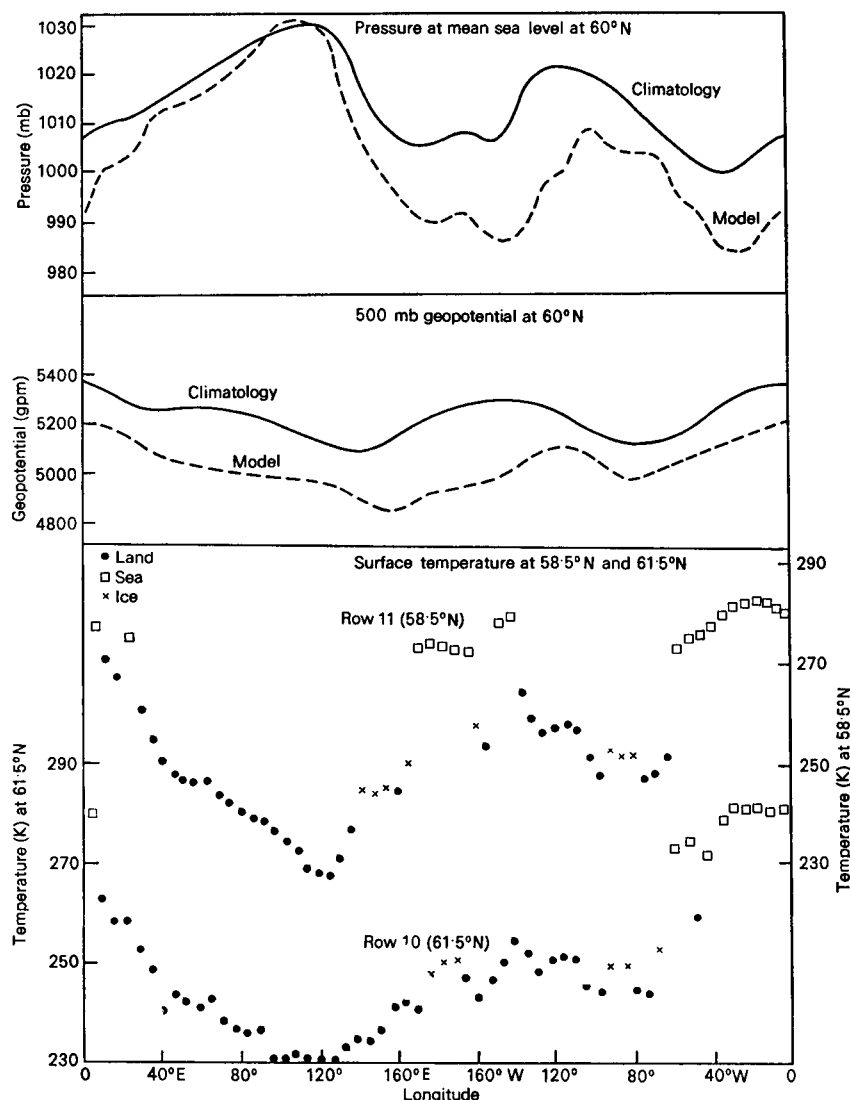 Pressure at mean sea level at 60°N
1030
1020
1010
1000
990
980
Pressure (mb)
Climatology
Model
500 mb geopotential at 60°N
5400
5200
5000
4800
Geopotential (gpm)
Climatology
Model
Land
Sea
Ice
Surface temperature at 58·5°N and 61·5°N
Row 11 (58·5°N)
290
270
250
230
Temperature (K) at 58·5°N
290
270
250
230
Temperature (K) at 61·5°N
Row 10 (61·5°N)
0 40°E 80° 120° 160°E 160°W 120° 80° 40°W 0
Longitude